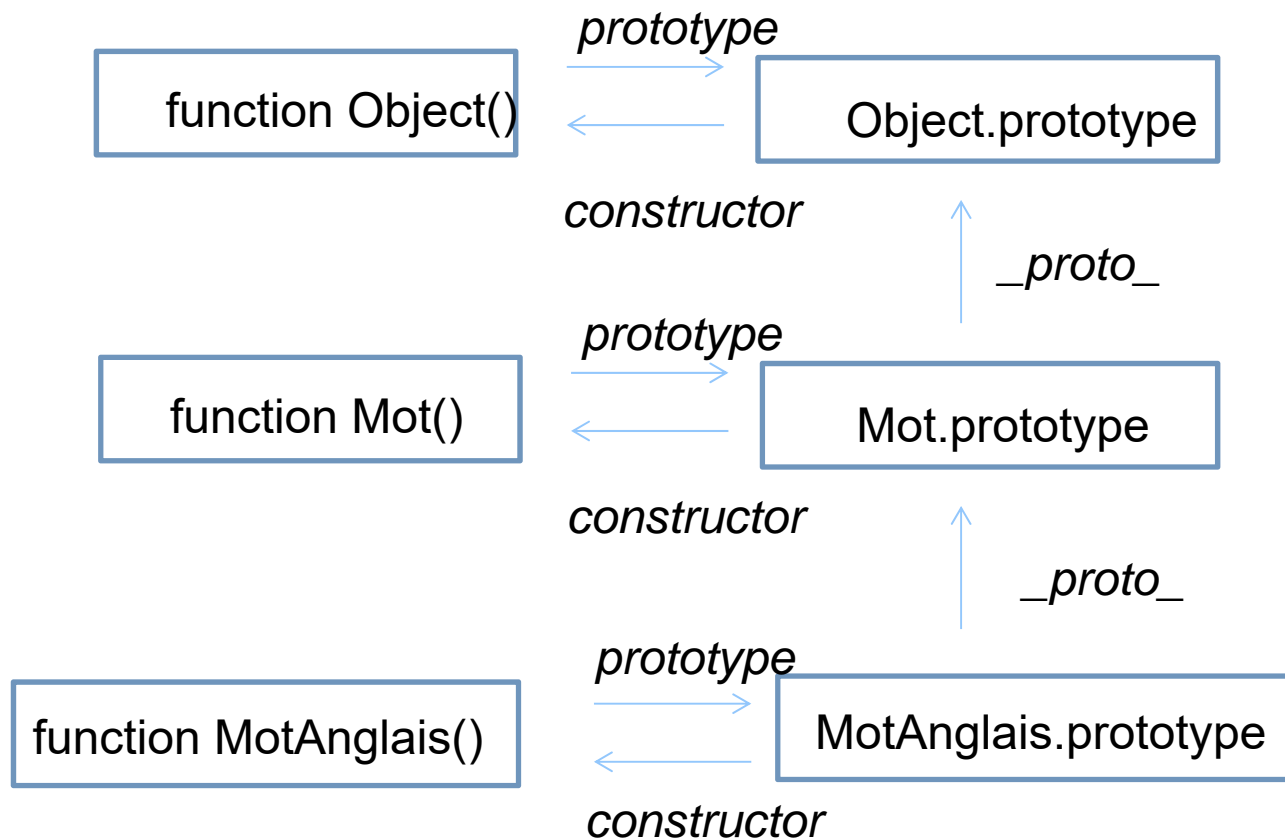 prototype
function Object()
Object.prototype
constructor
_proto_
prototype
function Mot()
Mot.prototype
constructor
_proto_
prototype
function MotAnglais()
MotAnglais.prototype
constructor